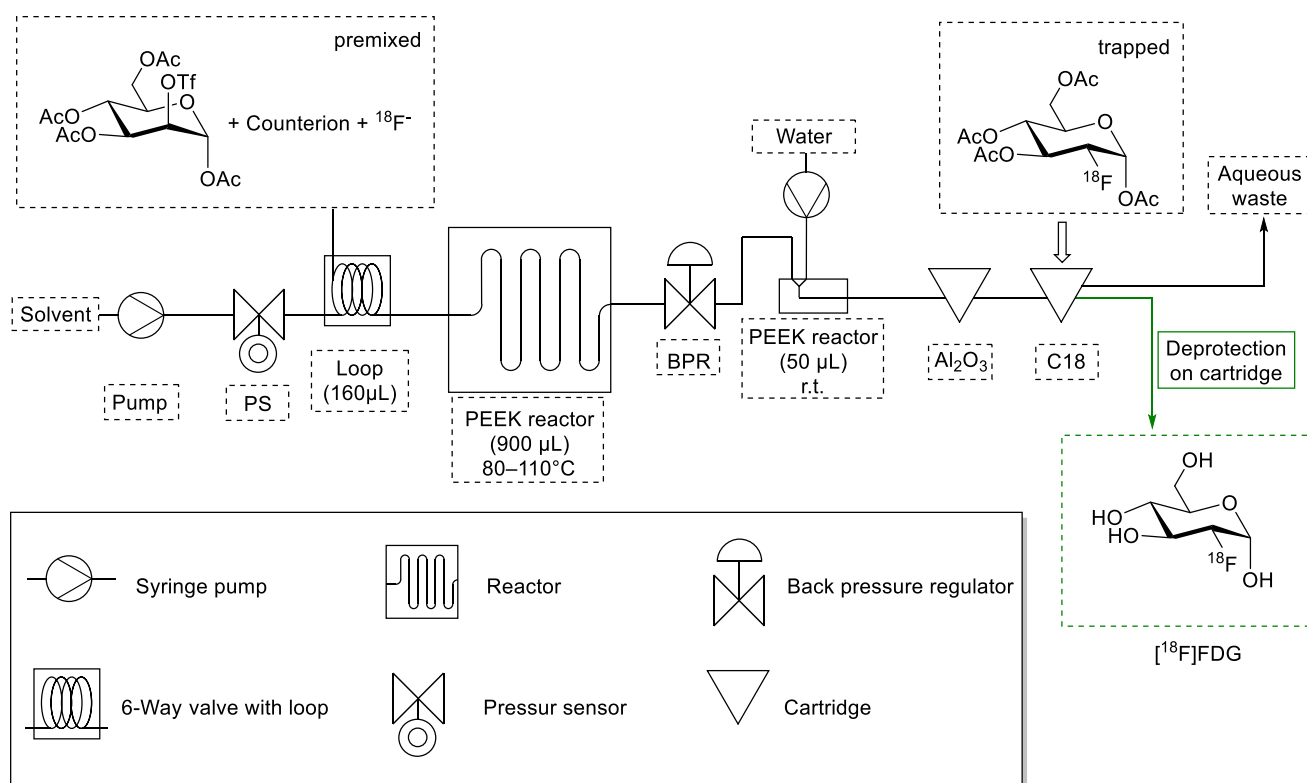 premixed
OAc
OTf
O
AcO
AcO
OAc
+ Counterion + ¹⁸F⁻
trapped
OAc
O
AcO
AcO
¹⁸F
OAc
Water
Aqueous
waste
Solvent
Pump
PS
Loop
(160µL)
PEEK reactor
(900 µL)
80–110°C
BPR
PEEK reactor
(50 µL)
r.t.
Al₂O₃
C18
Deprotection
on cartridge
OH
O
HO
HO
¹⁸F
OH
[¹⁸F]FDG
Syringe pump
Reactor
Back pressure regulator
6-Way valve with loop
Pressur sensor
Cartridge